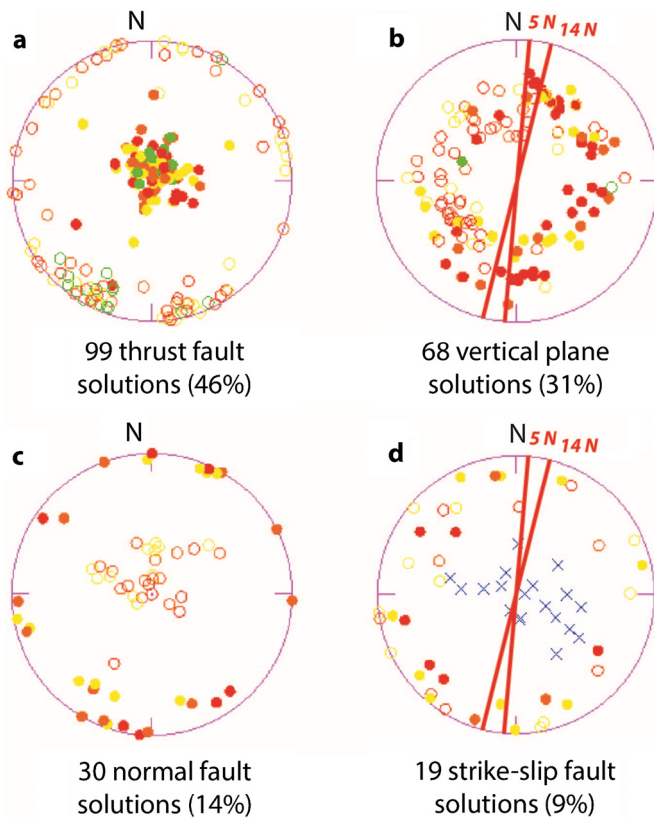 a
N
99 thrust fault
solutions (46%)
b
N 5 N 14 N
68 vertical plane
solutions (31%)
c
N
30 normal fault
solutions (14%)
d
N 5 N 14 N
19 strike-slip fault
solutions (9%)